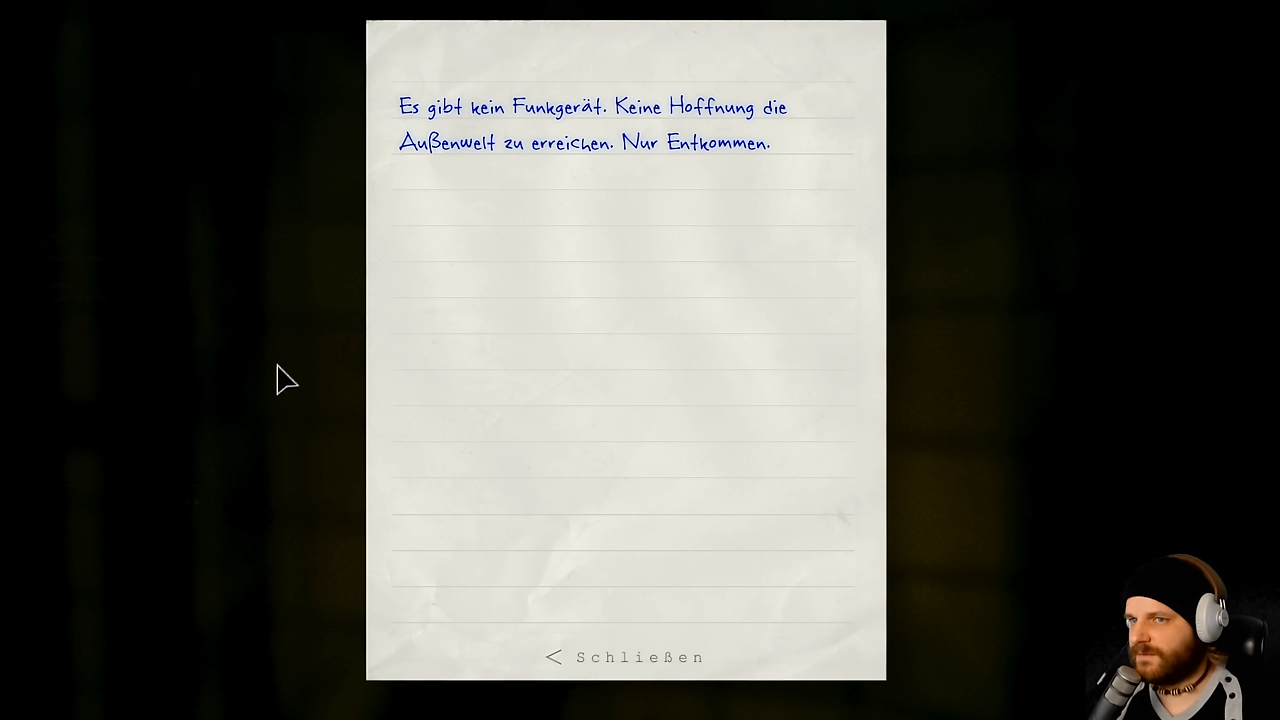 Es gibt kein Funkgerät. Keine Hoffnung die
Außenwelt zu erreichen. Nur Entkommen.
< Schließen